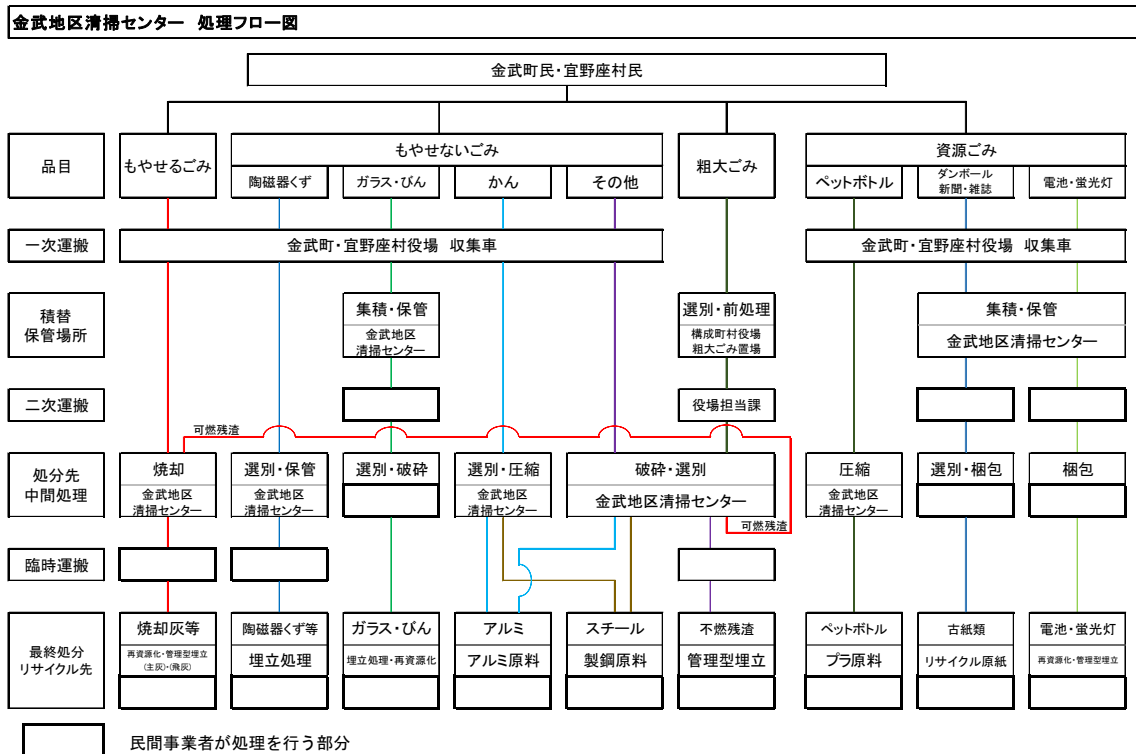 金武地区清掃センター 処理フロー図
金武町民・宜野座村民
品目
もやせるごみ
もやせないごみ
陶磁器くず
ガラス・びん
かん
その他
粗大ごみ
資源ごみ
ペットボトル
ダンボール
新聞・雑誌
電池・蛍光灯
一次運搬
金武町・宜野座村役場 収集車
金武町・宜野座村役場 収集車
積替
保管場所
集積・保管
金武地区
清掃センター
選別・前処理
構成町村役場
粗大ごみ置場
集積・保管
金武地区清掃センター
二次運搬
役場担当課
可燃残渣
処分先
中間処理
焼却
金武地区
清掃センター
選別・保管
金武地区
清掃センター
選別・破砕
選別・圧縮
金武地区
清掃センター
破砕・選別
金武地区清掃センター
圧縮
金武地区
清掃センター
選別・梱包
梱包
可燃残渣
臨時運搬
最終処分
リサイクル先
焼却灰等
再資源化・管理型埋立
(主灰)・(飛灰)
陶磁器くず等
埋立処理
ガラス・びん
埋立処理・再資源化
アルミ
アルミ原料
スチール
製鋼原料
不燃残渣
管理型埋立
ペットボトル
プラ原料
古紙類
リサイクル原紙
電池・蛍光灯
再資源化・管理型埋立
民間事業者が処理を行う部分